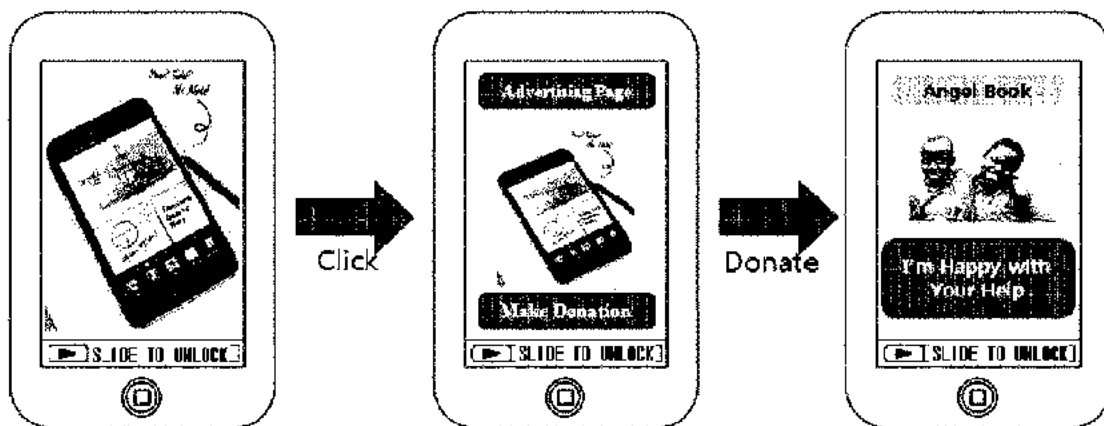 SLIDE TO UNLOCK
Click
Advertising Page
Make Donation
SLIDE TO UNLOCK
Donate
Angel Book
I'm Happy with
Your Help
SLIDE TO UNLOCK